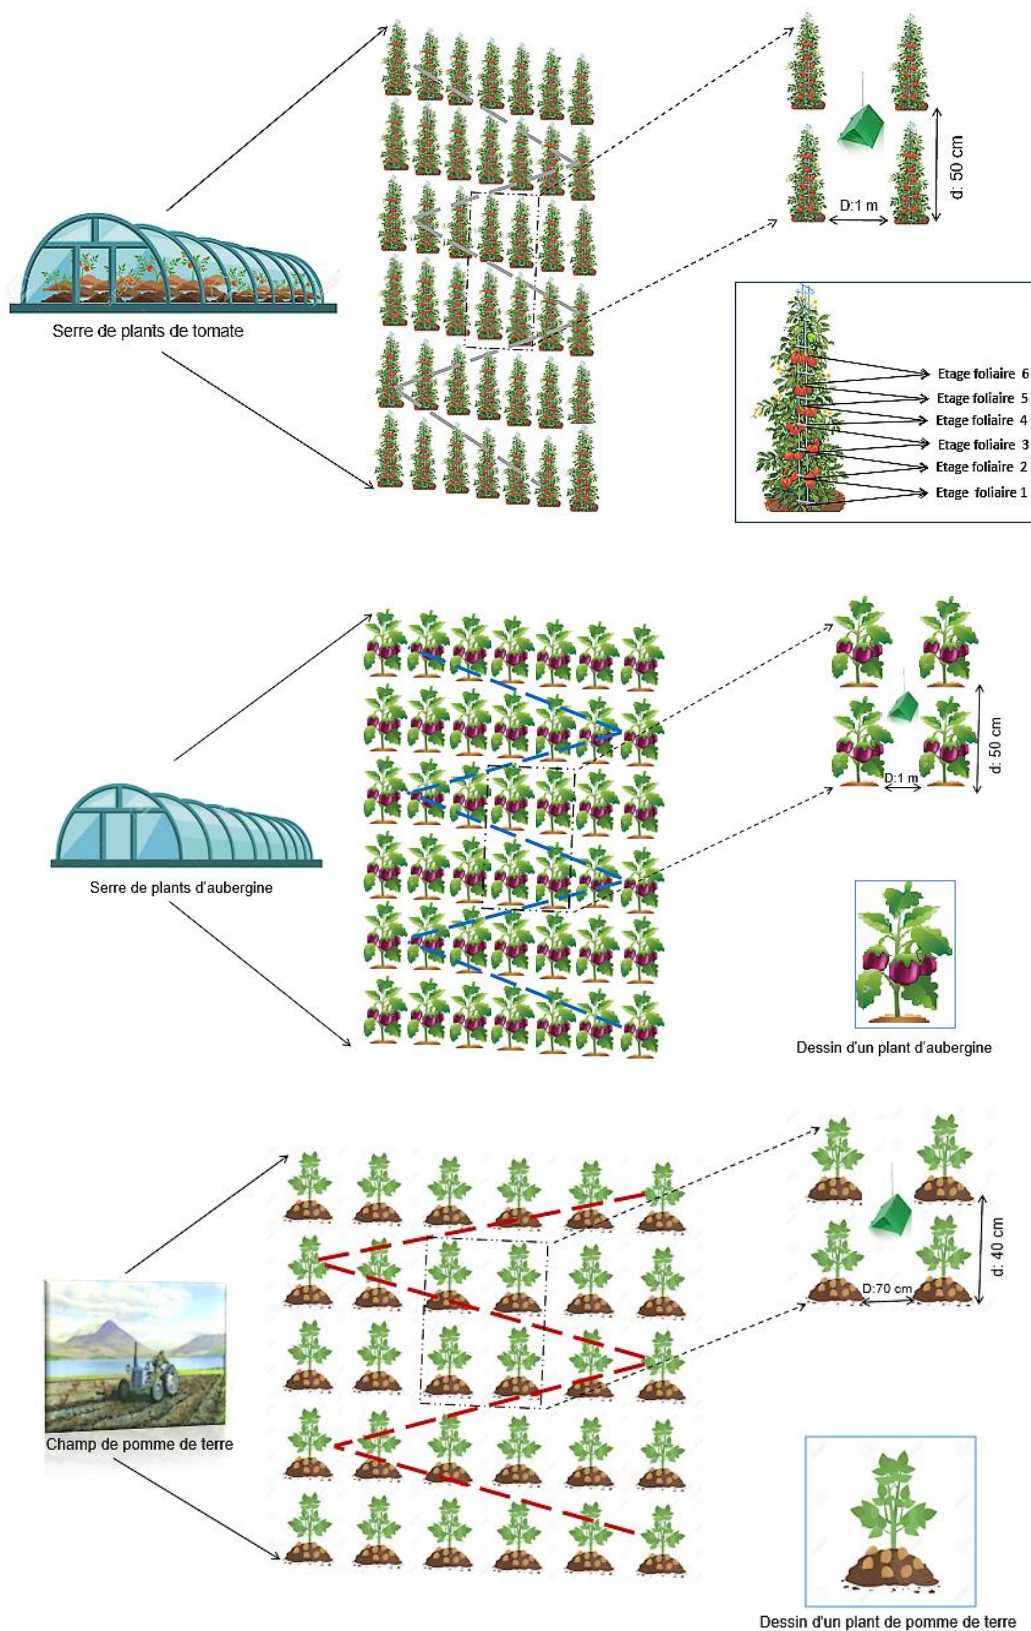 d: 50 cm
D:1 m
Serre de plants de tomate
Etage foliaire 6
Etage foliaire 5
Etage foliaire 4
Etage foliaire 3
Etage foliaire 2
Etage foliaire 1
d: 50 cm
D:1 m
Serre de plants d'aubergine
Dessin d'un plant d'aubergine
d: 40 cm
D:70 cm
Champ de pomme de terre
Dessin d'un plant de pomme de terre